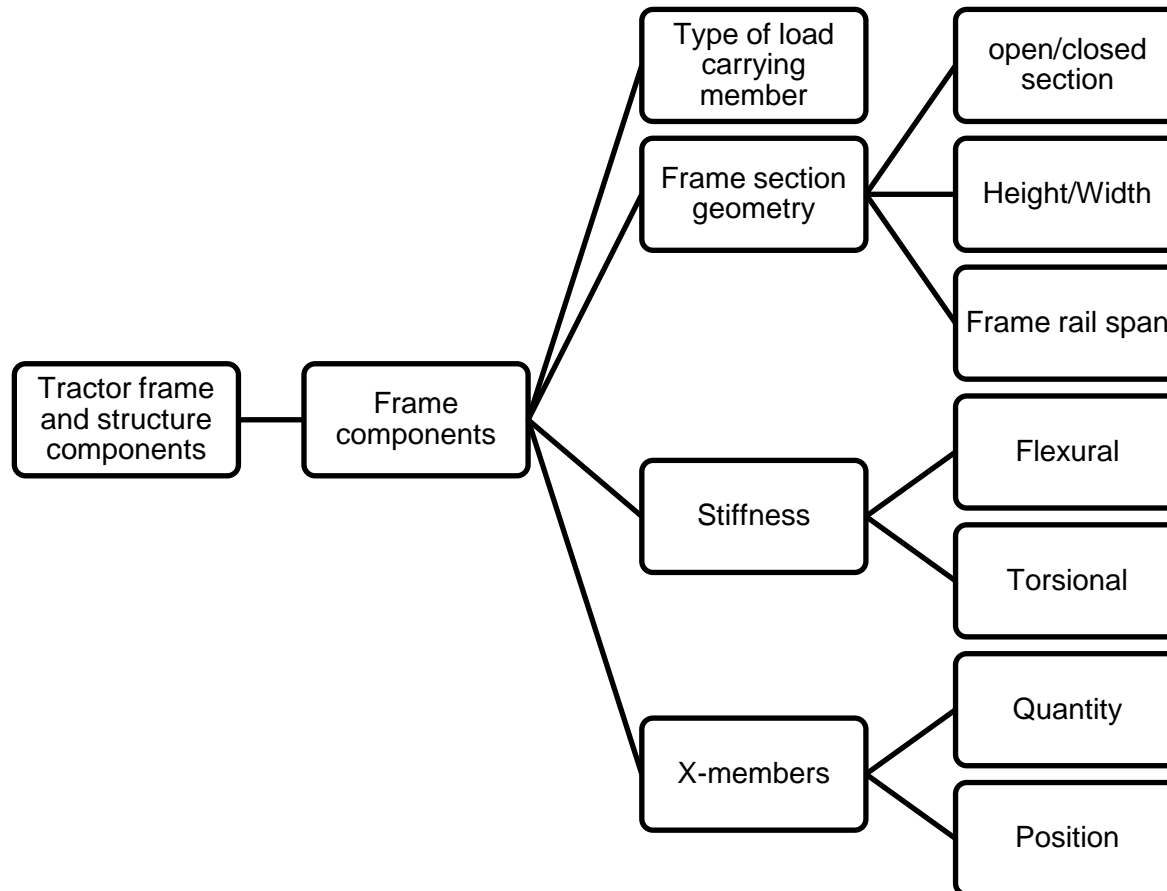 Type of load
carrying
member
open/closed
section
Frame section
geometry
Height/Width
Frame rail span
Tractor frame
and structure
components
Frame
components
Stiffness
Flexural
Torsional
X-members
Quantity
Position